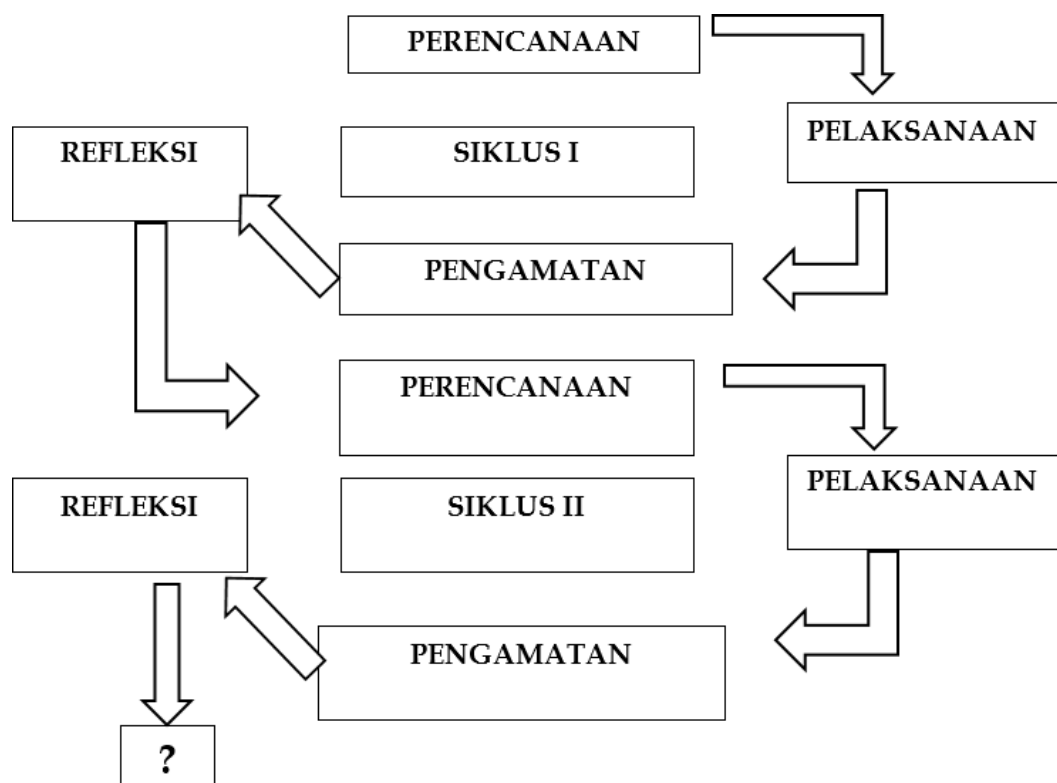 PERENCANAAN
PELAKSANAAN
REFLEKSI
SIKLUS I
PENGAMATAN
PERENCANAAN
PELAKSANAAN
REFLEKSI
SIKLUS II
PENGAMATAN
?